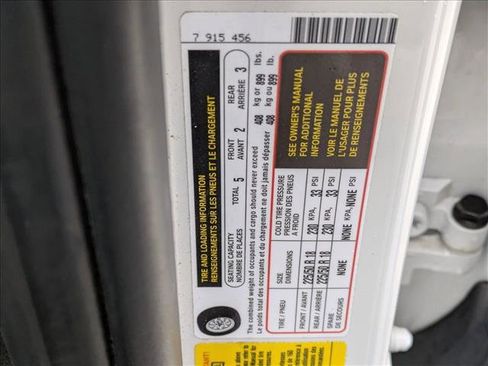 7 915 456
TIRE AND LOADING INFORMATION
RENSEIGNEMENTS SUR LES PNEUS ET LE CHARGEMENT
SEATING CAPACITY
NOMBRE DE PLACES
TOTAL 5
FRONT
AVANT 2
REAR
ARRIÈRE 3
The combined weight of occupants and cargo should never exceed 408 kg or 899 lbs.
Le poids total des occupants et du chargement ne doit jamais dépasser 408 kg ou 899 lb.
TIRE / PNEU
SIZE
DIMENSIONS
COLD TIRE PRESSURE
PRESSION DES PNEUS
À FROID
FRONT / AVANT 225/50 R 18 230 KPA, 33 PSI
REAR / ARRIÈRE 225/50 R 18 230 KPA, 33 PSI
SPARE
DE SECOURS NONE NONE KPA, NONE PSI
SEE OWNER'S MANUAL
FOR ADDITIONAL
INFORMATION
VOIR LE MANUEL DE
L'USAGER POUR PLUS
DE RENSEIGNEMENTS